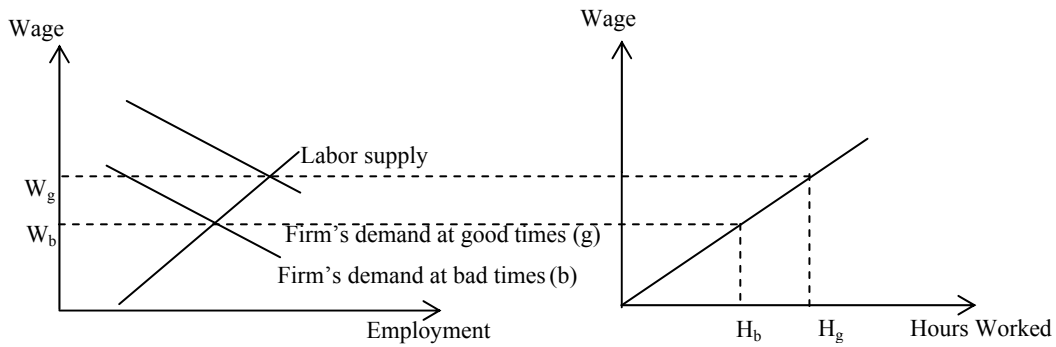 Wage
Wage
Labor supply
W_g
W_b
Firm's demand at good times (g)
Firm's demand at bad times (b)
Employment
H_b
H_g
Hours Worked